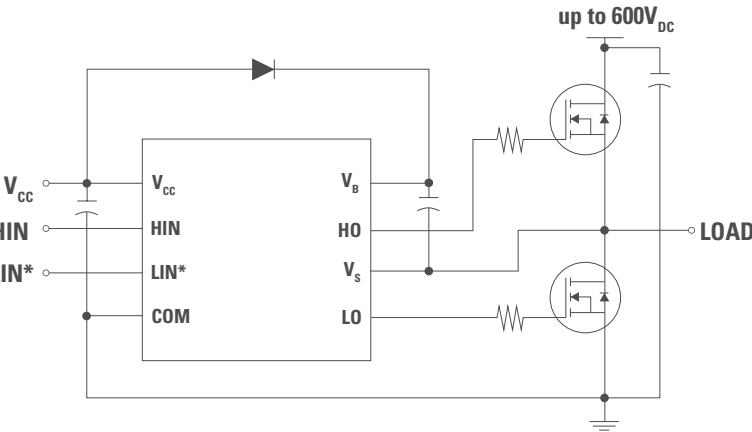 up to 600V_DC
V_CC
V_CC
V_B
HIN
HIN
HO
LOAD
LIN*
LIN*
V_S
COM
LO